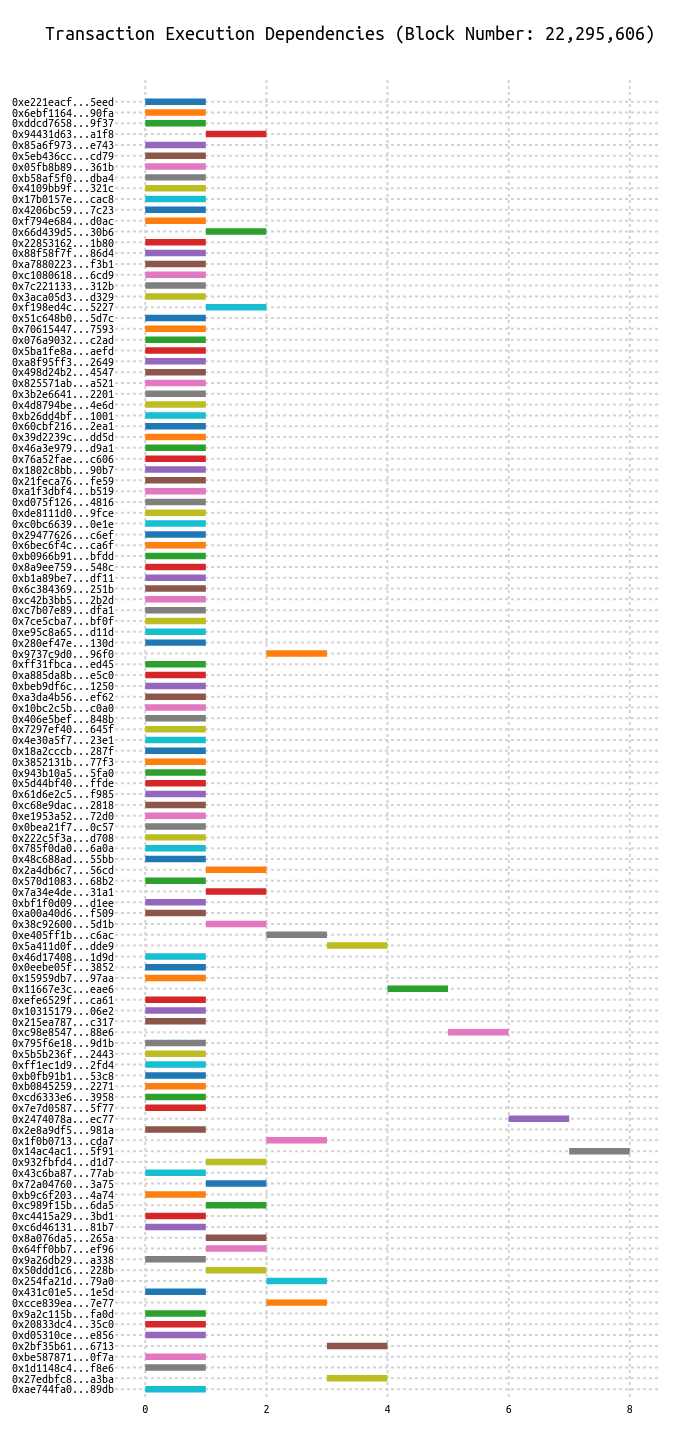 Transaction Execution Dependencies (Block Number: 22,295,606)
0xe221eacf...5eed
0x6ebf1164...90fa
0xddcd7658...9f37
0x94431d63...a1f8
0x85a6f973...e743
0x5eb436cc...cd79
0x05fb8b89...361b
0xb58af5f0...dba4
0x4109bb9f...321c
0x17b0157e...cac8
0x4206bc59...7c23
0xf794e684...d0ac
0x66d439d5...30b6
0x22853162...1b80
0x88f58f7f...86d4
0xa7880223...f3b1
0xc1080618...6cd9
0x7c221133...312b
0x3aca05d3...d329
0xf198ed4c...5227
0x51c648b0...5d7c
0x70615447...7593
0x076a9032...c2ad
0x5ba1fe8a...aefd
0xa8f95ff3...2649
0x498d24b2...4547
0x825571ab...a521
0x3b2e6641...2201
0x4d8794be...4e6d
0xb26dd4bf...1001
0x60cbf216...2ea1
0x39d2239c...dd5d
0x46a3e979...d9a1
0x76a52fae...c606
0x1802c8bb...90b7
0x21feca76...fe59
0xa1f3dbf4...b519
0xd075f126...4816
0xde8111d0...9fce
0xc0bc6639...0e1e
0x29477626...c6ef
0x6bec6f4c...ca6f
0xb0966b91...bfdd
0x8a9ee759...548c
0xb1a89be7...df11
0x6c384369...251b
0xc42b3bb5...2b2d
0xc7b07e89...dfa1
0x7ce5cba7...bf0f
0xe95c8a65...d11d
0x280ef47e...130d
0x9737c9d0...96f0
0xff31fbca...ed45
0xa885da8b...e5c0
0xbeb9df6c...1250
0xa3da4b56...ef62
0x10bc2c5b...c0a0
0x406e5bef...848b
0x7297ef40...645f
0x4e30a5f7...23e1
0x18a2cccb...287f
0x3852131b...77f3
0x943b10a5...5fa0
0x5d44bf40...ffde
0x61d6e2c5...f985
0xc68e9dac...2818
0xe1953a52...72d0
0x0bea21f7...0c57
0x222c5f3a...d708
0x785f0da0...6a0a
0x48c688ad...55bb
0x2a4db6c7...56cd
0x570d1083...68b2
0x7a34e4de...31a1
0xbf1f0d09...d1ee
0xa00a40d6...f509
0x38c92600...5d1b
0xe405ff1b...c6ac
0x5a411d0f...dde9
0x46d17408...1d9d
0x0eebe05f...3852
0x15959db7...97aa
0x11667e3c...eae6
0xefe6529f...ca61
0x10315179...06e2
0x215ea787...c317
0xc98e8547...88e6
0x795f6e18...9d1b
0x5b5b236f...2443
0xff1ec1d9...2fd4
0xb0fb91b1...53c8
0xb0845259...2271
0xcd6333e6...3958
0x7e7d0587...5f77
0x2474078a...ec77
0x2e8a9df5...981a
0x1f0b0713...cda7
0x14ac4ac1...5f91
0x932fbfd4...d1d7
0x43c6ba87...77ab
0x72a04760...3a75
0xb9c6f203...4a74
0xc989f15b...6da5
0xc4415a29...3bd1
0xc6d46131...81b7
0x8a076da5...265a
0x64ff0bb7...ef96
0x9a26db29...a338
0x50ddd1c6...228b
0x254fa21d...79a0
0x431c01e5...1e5d
0xcce839ea...7e77
0x9a2c115b...fa0d
0x20833dc4...35c0
0xd05310ce...e856
0x2bf35b61...6713
0xbe587871...0f7a
0x1d1148c4...f8e6
0x27edbfc8...a3ba
0xae744fa0...89db
0 2 4 6 8